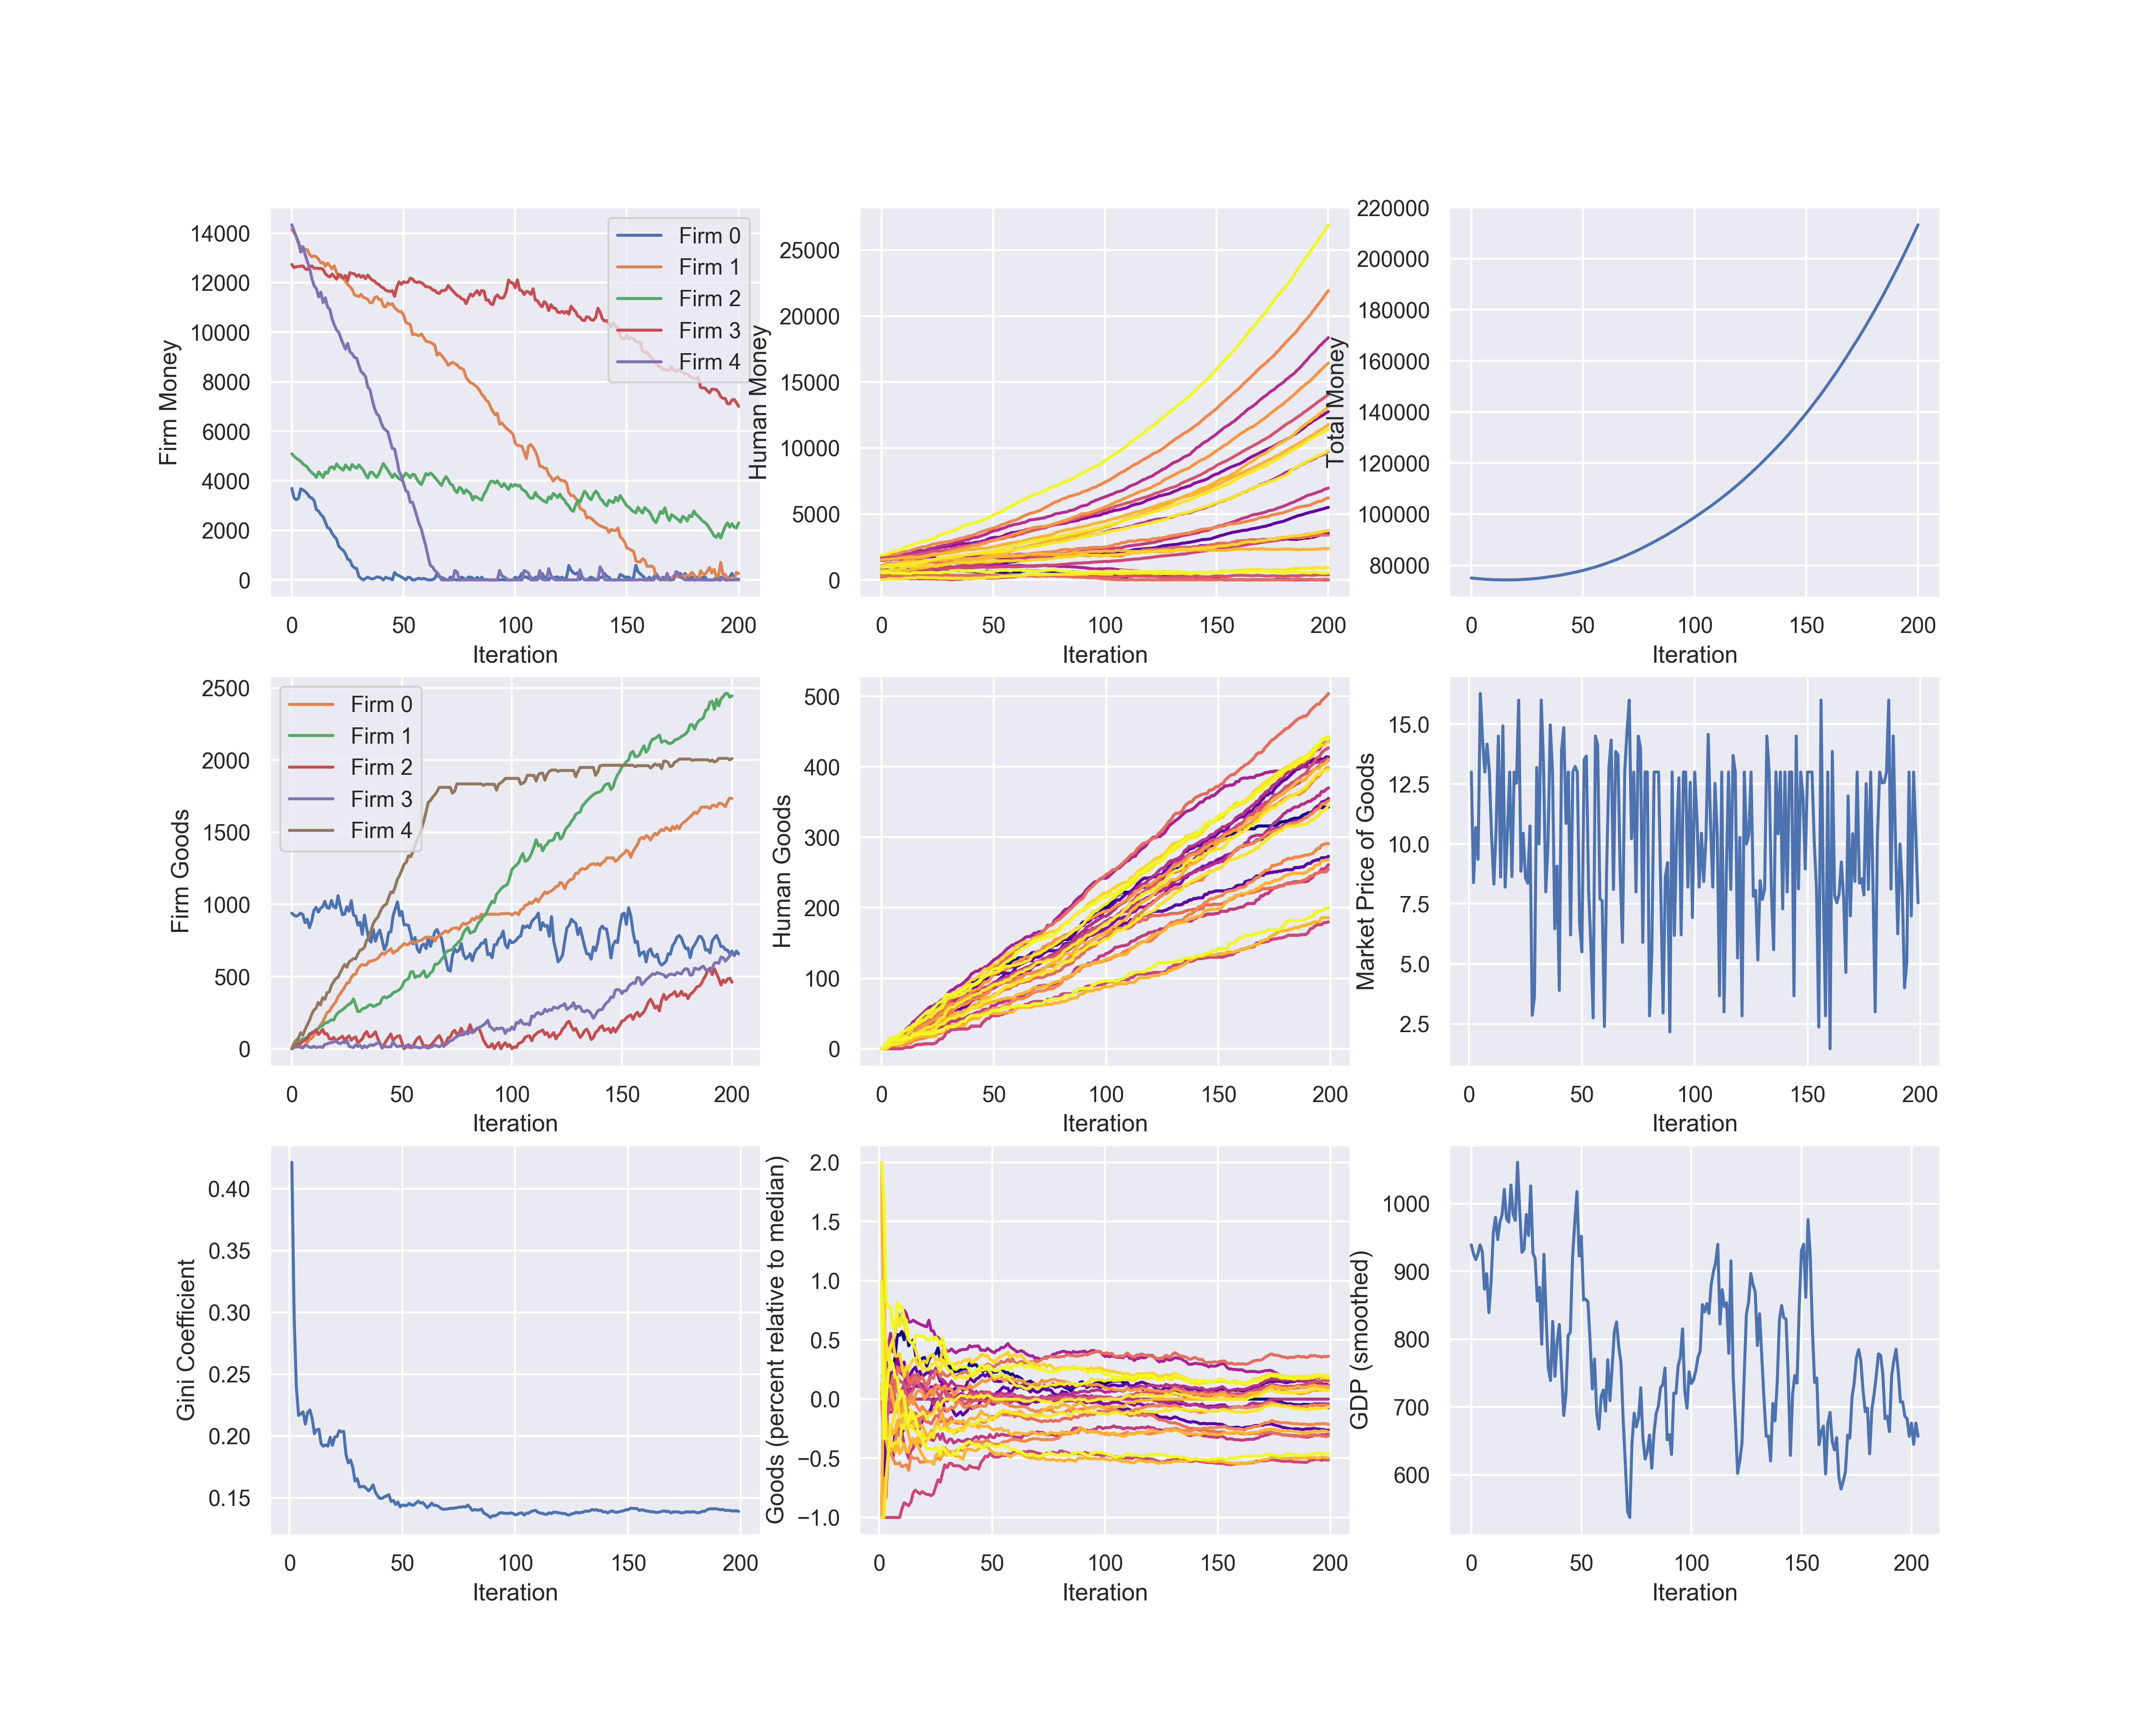 14000
12000
10000
8000
6000
4000
2000
0
Firm Money
0 50 100 150 200
Iteration
Firm 0
Firm 1
Firm 2
Firm 3
Firm 4
25000
20000
15000
10000
5000
0
Human Money
0 50 100 150 200
Iteration
220000
200000
180000
160000
140000
120000
100000
80000
Total Money
0 50 100 150 200
Iteration
2500
2000
1500
1000
500
0
Firm Goods
0 50 100 150 200
Iteration
Firm 0
Firm 1
Firm 2
Firm 3
Firm 4
500
400
300
200
100
0
Human Goods
0 50 100 150 200
Iteration
15.0
12.5
10.0
7.5
5.0
2.5
Market Price of Goods
0 50 100 150 200
Iteration
0.40
0.35
0.30
0.25
0.20
0.15
Gini Coefficient
0 50 100 150 200
Iteration
2.0
1.5
1.0
0.5
0.0
−0.5
−1.0
Goods (percent relative to median)
0 50 100 150 200
Iteration
1000
900
800
700
600
GDP (smoothed)
0 50 100 150 200
Iteration